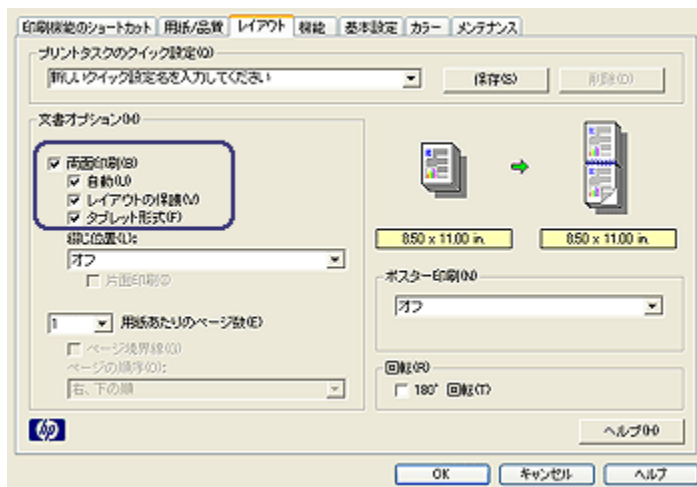 印刷機能のショートカット 用紙/品質 レイアウト 機能 基本設定 カラー メンテナンス
プリントタスクのクイック設定(Q)
新しいクイック設定名を入力してください 保存(S) 削除(D)
文書オプション(H)
両面印刷(B)
自動(U)
レイアウトの保護(V)
タブレット形式(F)
綴じ位置(L):
オフ
片面印刷(I)
1 用紙あたりのページ数(E)
ページ境界線(G)
ページの順序(O):
右、下の順
8.50 x 11.00 in.
8.50 x 11.00 in.
ポスター印刷(N)
オフ
回転(R)
180° 回転(T)
hp
ヘルプ(H)
OK キャンセル ヘルプ